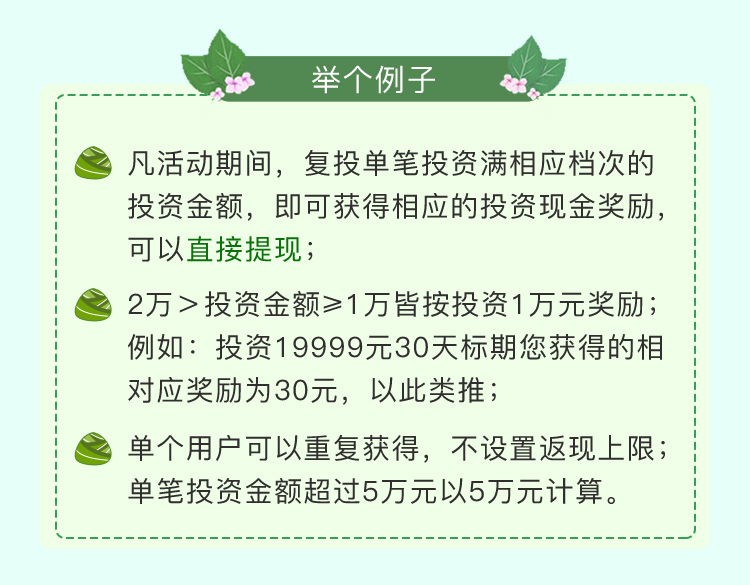 举个例子
凡活动期间，复投单笔投资满相应档次的
投资金额，即可获得相应的投资现金奖励，
可以直接提现；
2万＞投资金额≥1万皆按投资1万元奖励；
例如：投资19999元30天标期您获得的相
对应奖励为30元，以此类推；
单个用户可以重复获得，不设置返现上限；
单笔投资金额超过5万元以5万元计算。